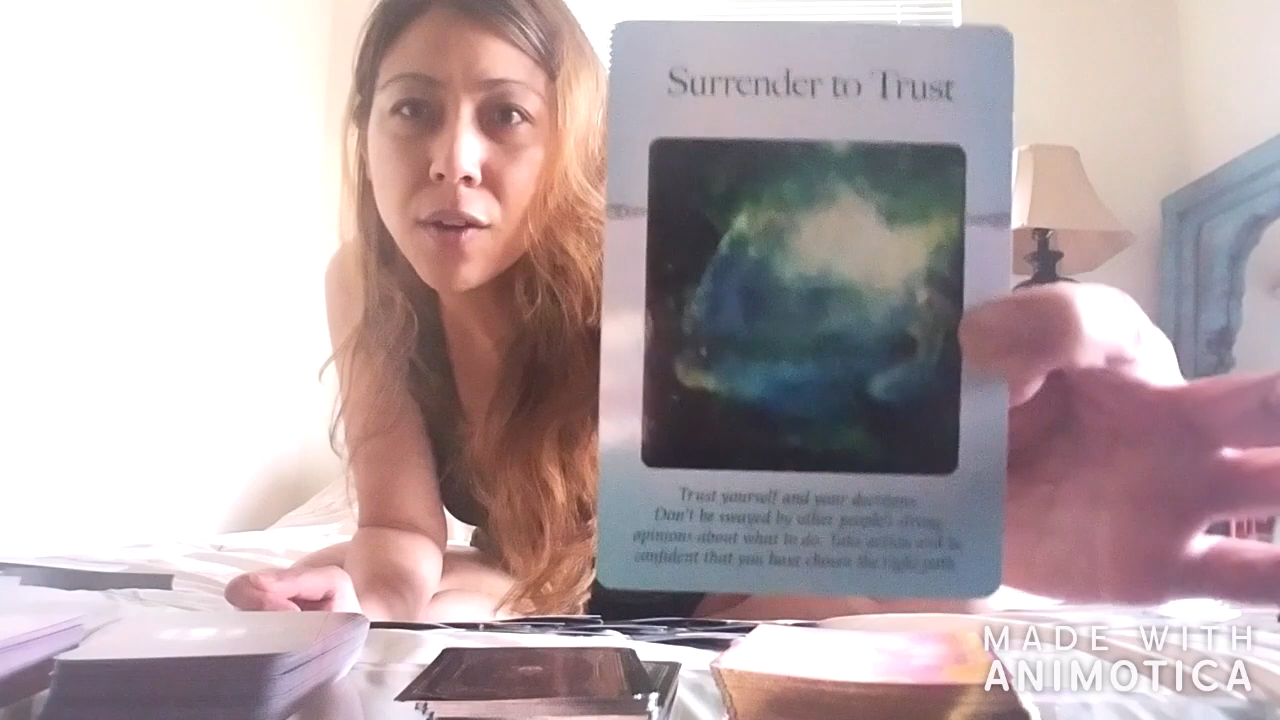 Surrender to Trust
Trust yourself and your decisions.
Don't be swayed by other people's strong
opinions about what to do. Take action and be
confident that you have chosen the right path.
MADE WITH
ANIMOTICA